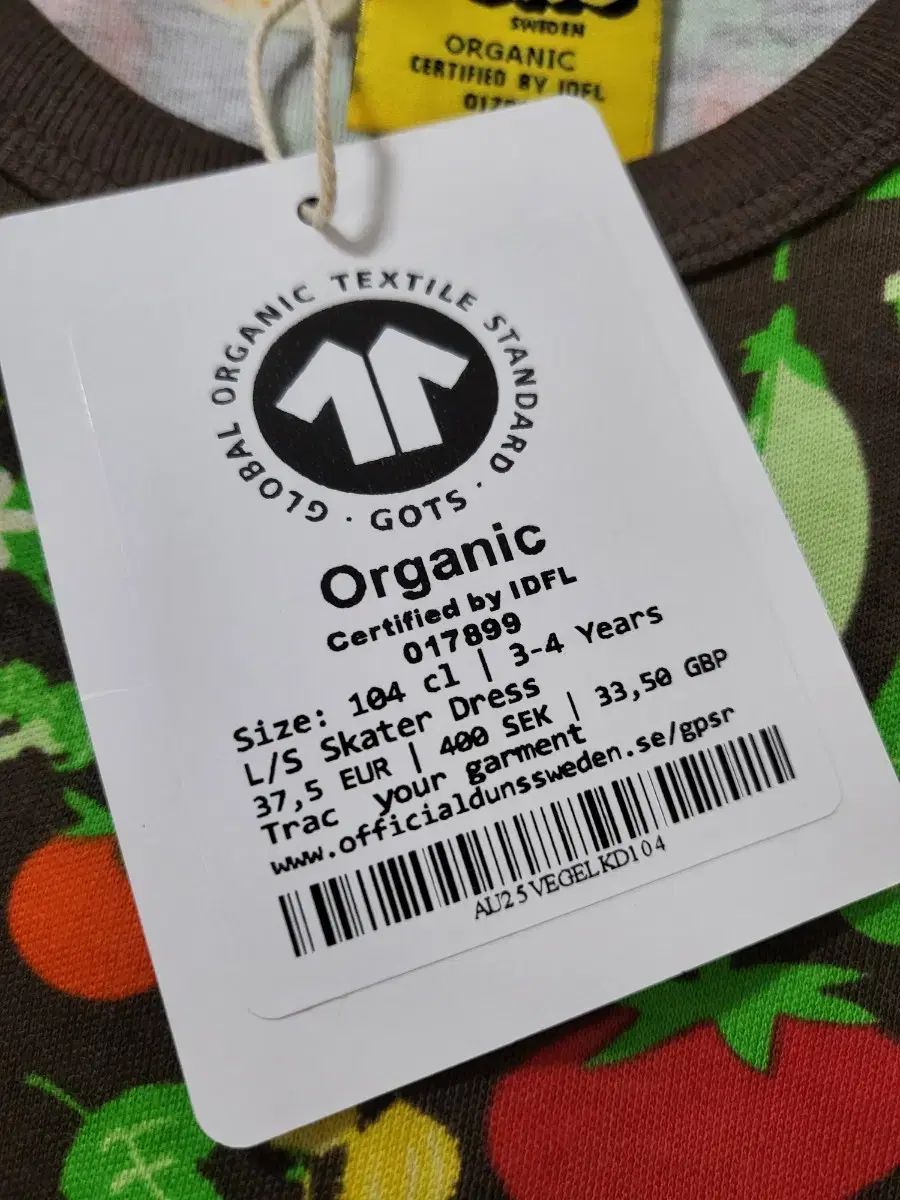 SWEDEN
ORGANIC
CERTIFIED BY IDFL
GLOBAL ORGANIC TEXTILE STANDARD · GOTS ·
Organic
Certified by IDFL
017899
Size: 104 cl | 3-4 Years
L/S Skater Dress
37,5 EUR | 400 SEK | 33,50 GBP
Trac your garment
www.officialdunssweden.se/gpsr
AU25VEGELKD104